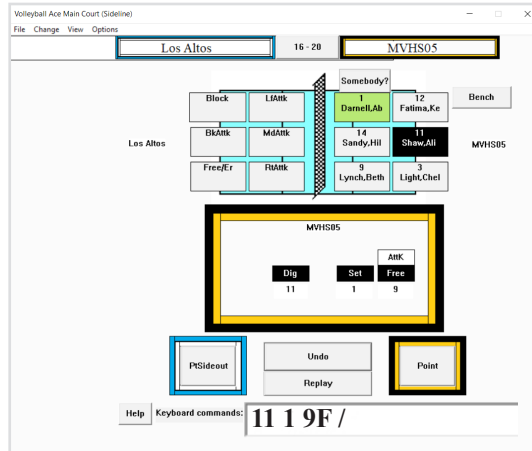 Volleyball Ace Main Court (Sideline)
File Change View Options
Los Altos 16 - 20 MVHS05
Somebody?
Block LfAttk 1 12 Bench
Darnell,Ab Fatima,Ke
Los Altos BkAttk MdAttk 14 11 MVHS05
Sandy,Hil Shaw,Ali
Free/Er RtAttk 9 3
Lynch,Beth Light,Chel
MVHS05
AttK
Dig Set Free
11 1 9
PtSideout Undo Point
Replay
Help Keyboard commands: 11 1 9F /